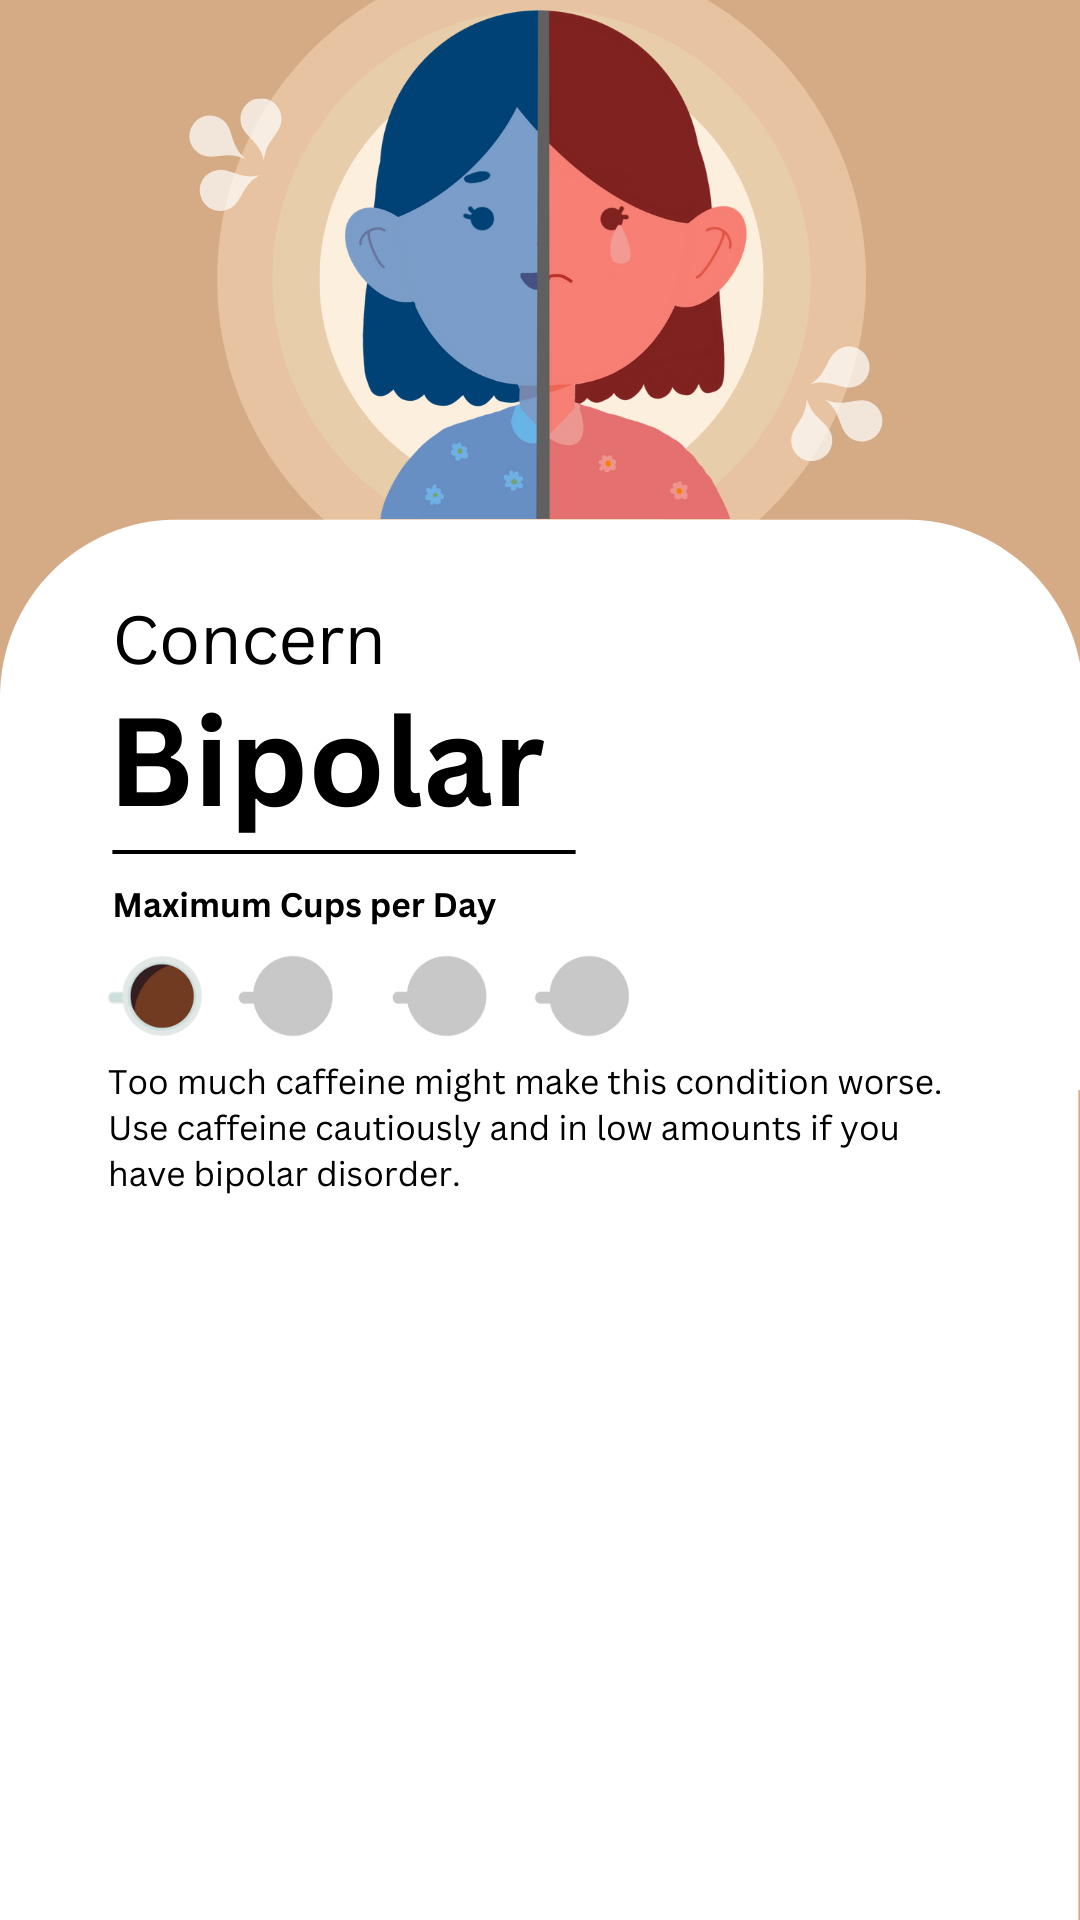 Concern
Bipolar
Maximum Cups per Day
Too much caffeine might make this condition worse.
Use caffeine cautiously and in low amounts if you
have bipolar disorder.